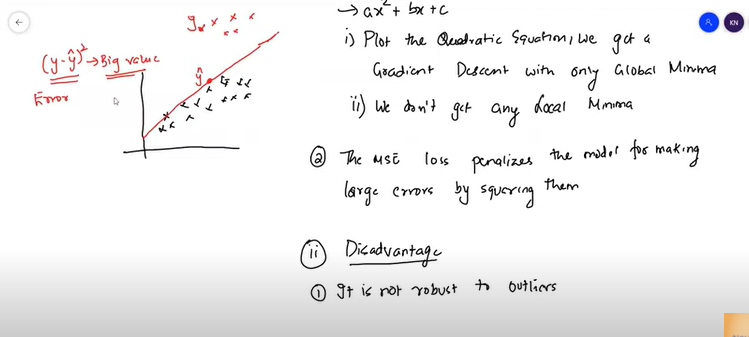 (y-ŷ)² → Big value
Error
y
ŷ
→ ax² + bx + c
i) Plot the Quadratic Equation, we get a
Gradient Descent with only Global Minima
ii) We don't get any Local Minima
② The MSE loss penalizes the model for making
large errors by squaring them
ii Disadvantage
① It is not robust to outliers